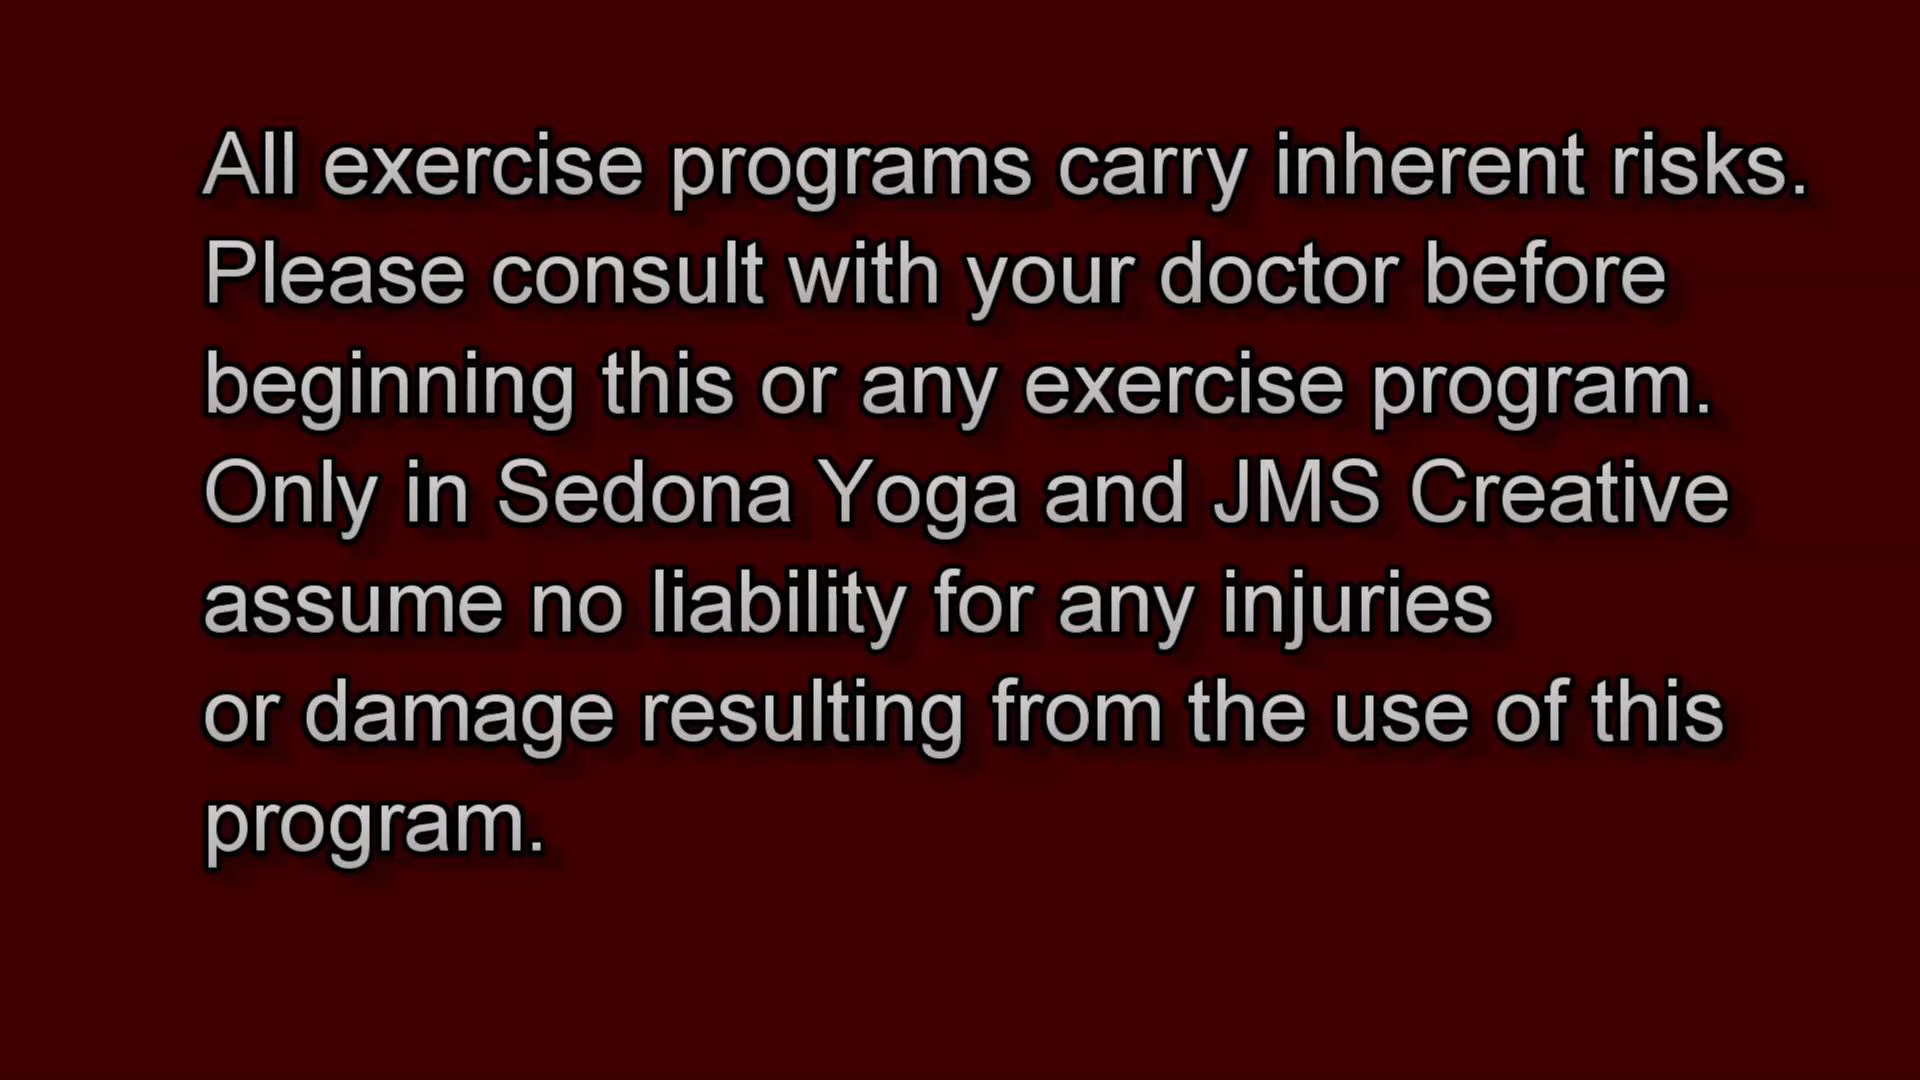 All exercise programs carry inherent risks.
Please consult with your doctor before
beginning this or any exercise program.
Only in Sedona Yoga and JMS Creative
assume no liability for any injuries
or damage resulting from the use of this
program.